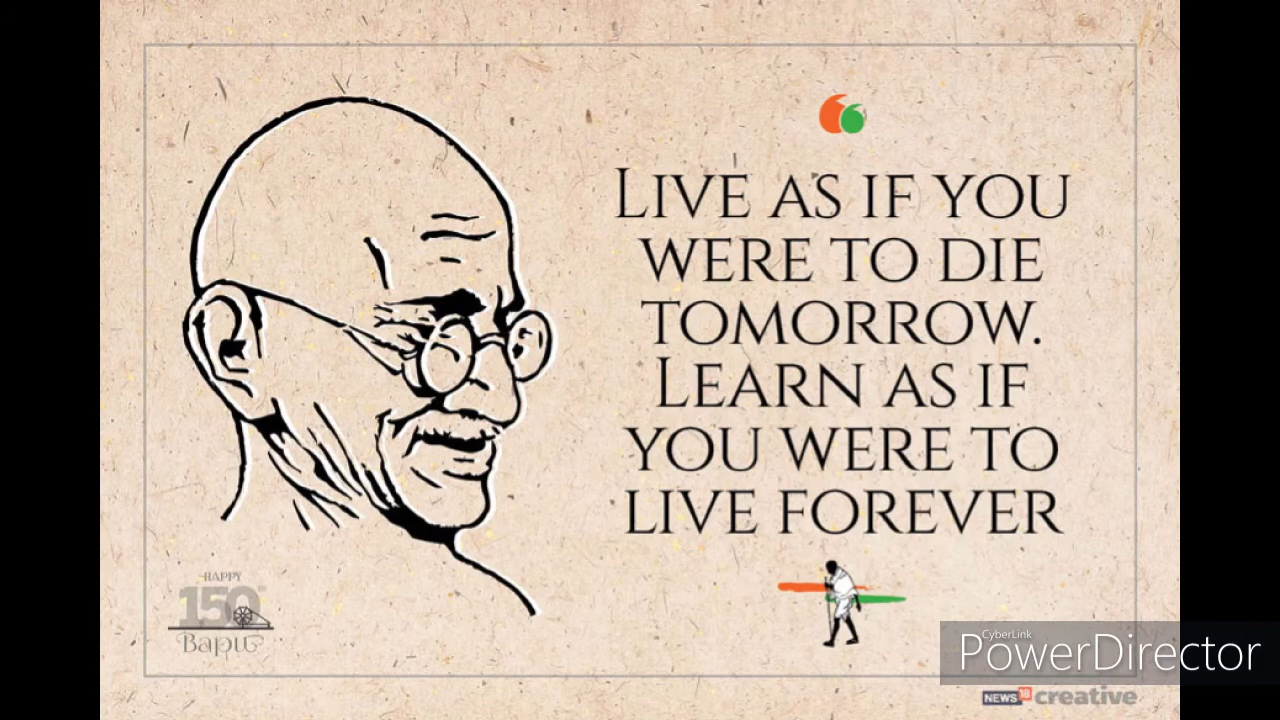 LIVE AS IF YOU
WERE TO DIE
TOMORROW.
LEARN AS IF
YOU WERE TO
LIVE FOREVER
HAPPY
150
Bapu
CyberLink
PowerDirector
NEWS18 creative